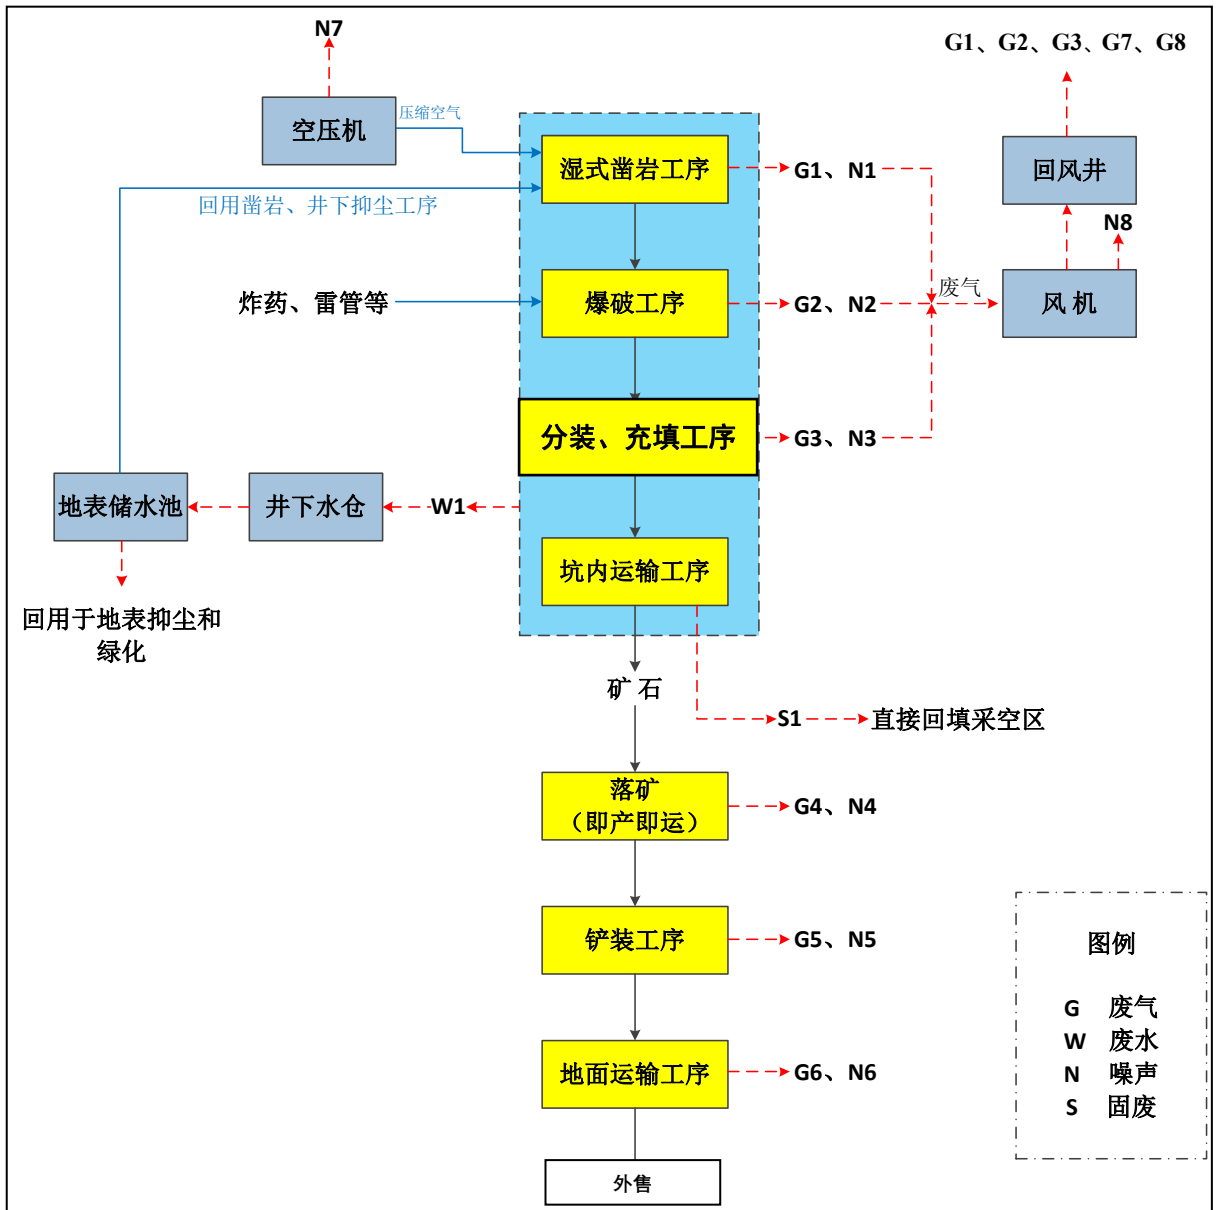 N7
G1、G2、G3、G7、G8
空压机
压缩空气
湿式凿岩工序
G1、N1
回风井
回用凿岩、井下抑尘工序
N8
炸药、雷管等
爆破工序
G2、N2
废气
风 机
分装、充填工序
G3、N3
地表储水池
井下水仓
W1
坑内运输工序
回用于地表抑尘和
绿化
矿 石
S1
直接回填采空区
落矿
（即产即运）
G4、N4
铲装工序
G5、N5
地面运输工序
G6、N6
外售
图例
G 废气
W 废水
N 噪声
S 固废